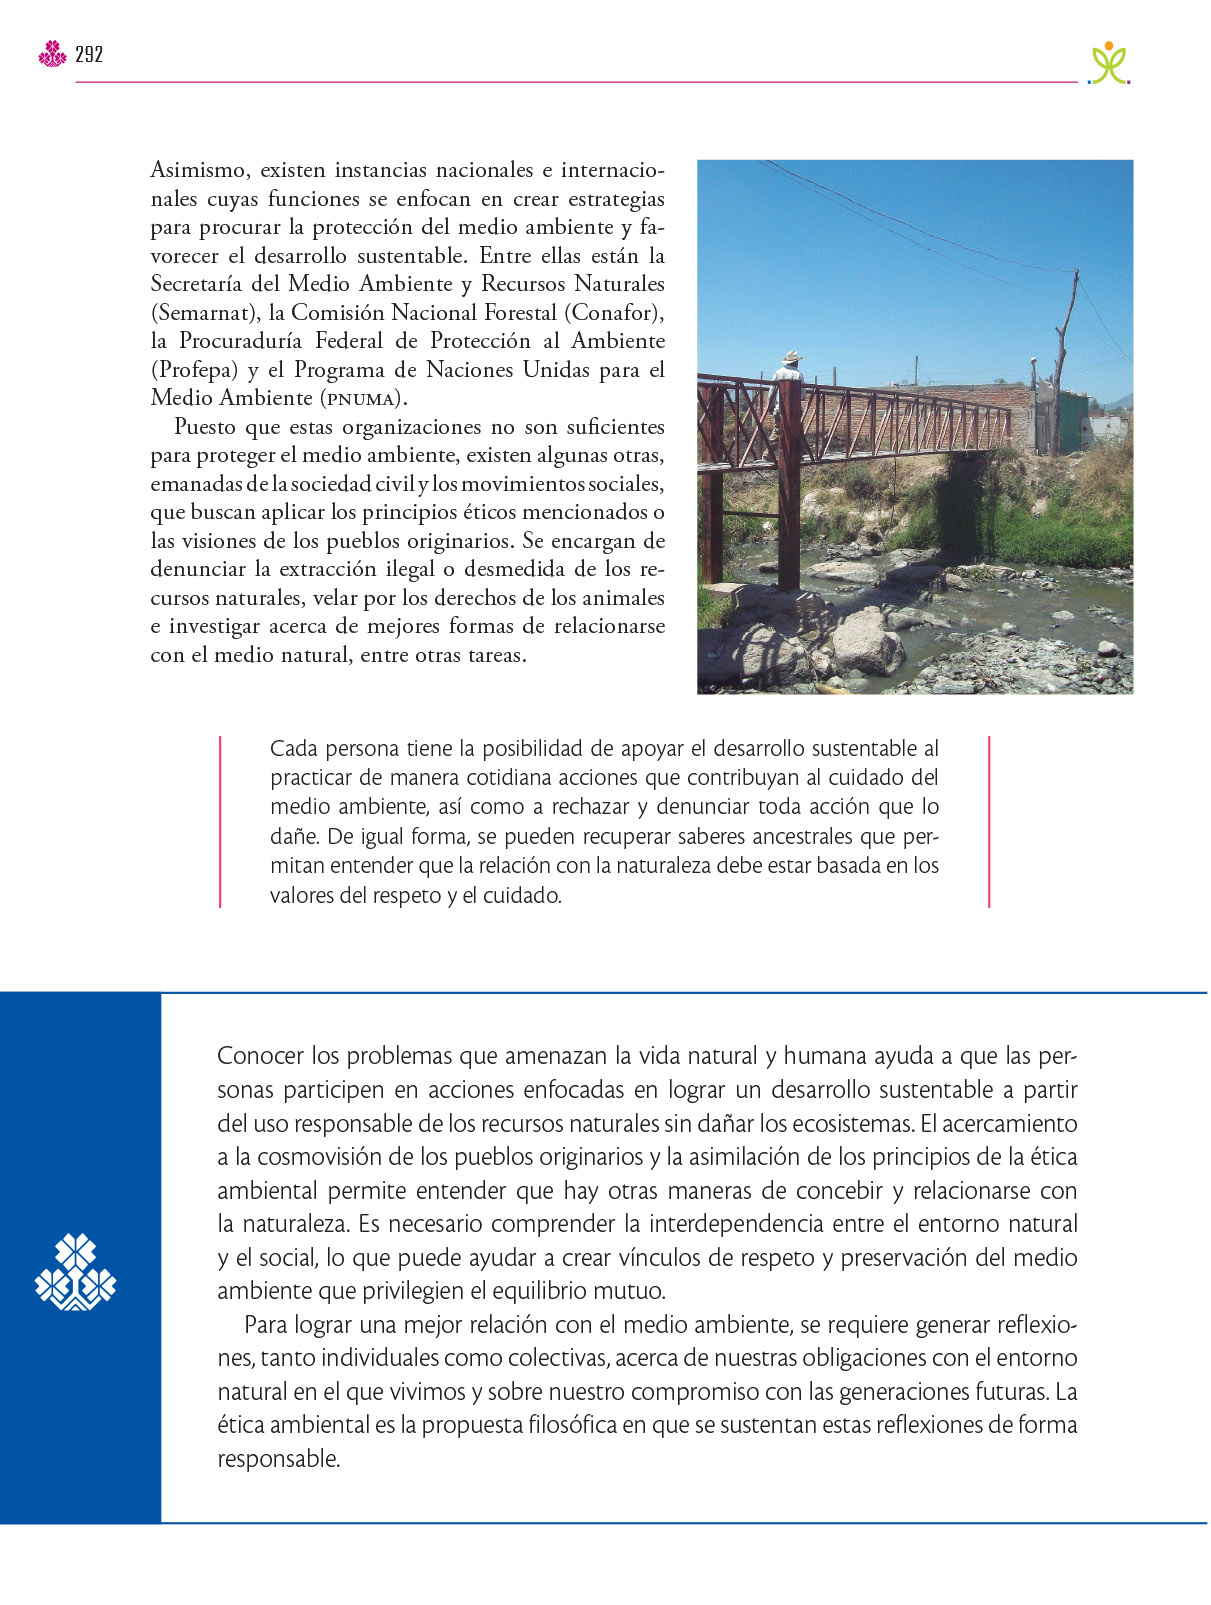 292
Asimismo, existen instancias nacionales e internacio-
nales cuyas funciones se enfocan en crear estrategias
para procurar la protección del medio ambiente y fa-
vorecer el desarrollo sustentable. Entre ellas están la
Secretaría del Medio Ambiente y Recursos Naturales
(Semarnat), la Comisión Nacional Forestal (Conafor),
la Procuraduría Federal de Protección al Ambiente
(Profepa) y el Programa de Naciones Unidas para el
Medio Ambiente (PNUMA).
Puesto que estas organizaciones no son suficientes
para proteger el medio ambiente, existen algunas otras,
emanadas de la sociedad civil y los movimientos sociales,
que buscan aplicar los principios éticos mencionados o
las visiones de los pueblos originarios. Se encargan de
denunciar la extracción ilegal o desmedida de los re-
cursos naturales, velar por los derechos de los animales
e investigar acerca de mejores formas de relacionarse
con el medio natural, entre otras tareas.
Cada persona tiene la posibilidad de apoyar el desarrollo sustentable al
practicar de manera cotidiana acciones que contribuyan al cuidado del
medio ambiente, así como a rechazar y denunciar toda acción que lo
dañe. De igual forma, se pueden recuperar saberes ancestrales que per-
mitan entender que la relación con la naturaleza debe estar basada en los
valores del respeto y el cuidado.
Conocer los problemas que amenazan la vida natural y humana ayuda a que las per-
sonas participen en acciones enfocadas en lograr un desarrollo sustentable a partir
del uso responsable de los recursos naturales sin dañar los ecosistemas. El acercamiento
a la cosmovisión de los pueblos originarios y la asimilación de los principios de la ética
ambiental permite entender que hay otras maneras de concebir y relacionarse con
la naturaleza. Es necesario comprender la interdependencia entre el entorno natural
y el social, lo que puede ayudar a crear vínculos de respeto y preservación del medio
ambiente que privilegien el equilibrio mutuo.
Para lograr una mejor relación con el medio ambiente, se requiere generar reflexio-
nes, tanto individuales como colectivas, acerca de nuestras obligaciones con el entorno
natural en el que vivimos y sobre nuestro compromiso con las generaciones futuras. La
ética ambiental es la propuesta filosófica en que se sustentan estas reflexiones de forma
responsable.